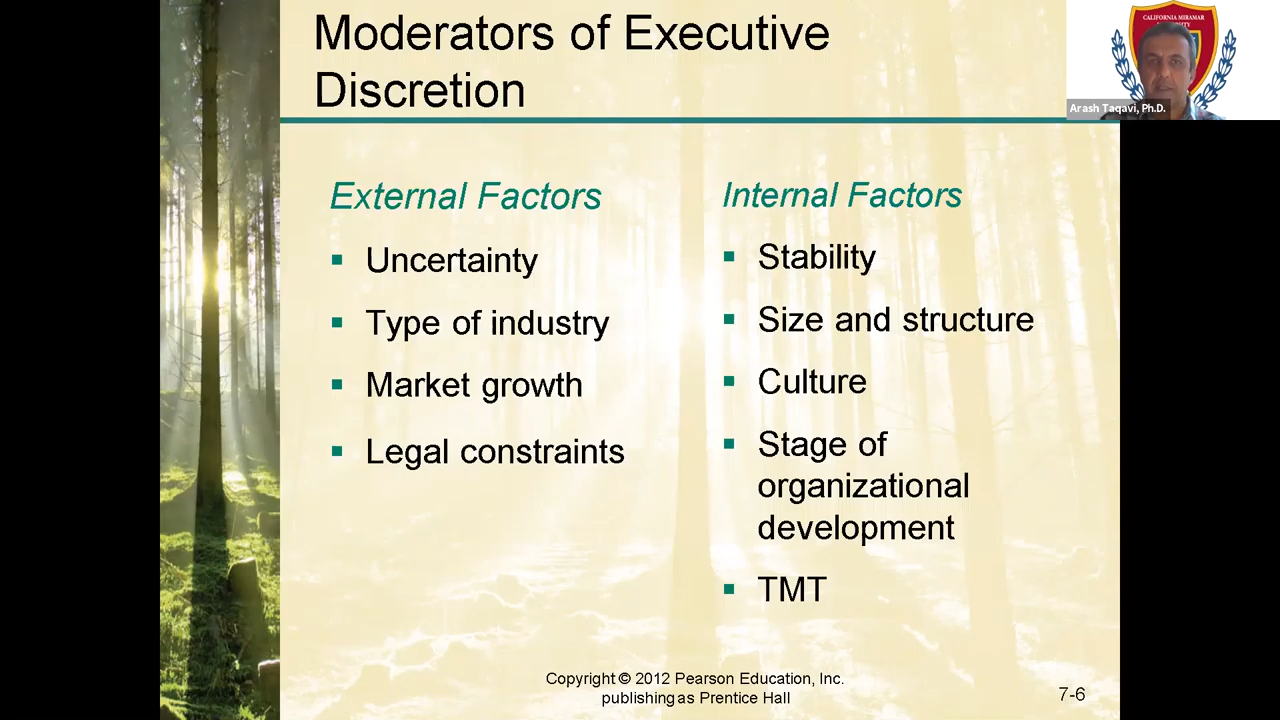 Moderators of Executive
Discretion
CALIFORNIA MIRAMAR
Arash Taqavi, Ph.D.
External Factors
Uncertainty
Type of industry
Market growth
Legal constraints
Internal Factors
Stability
Size and structure
Culture
Stage of
organizational
development
TMT
Copyright © 2012 Pearson Education, Inc.
publishing as Prentice Hall
7-6